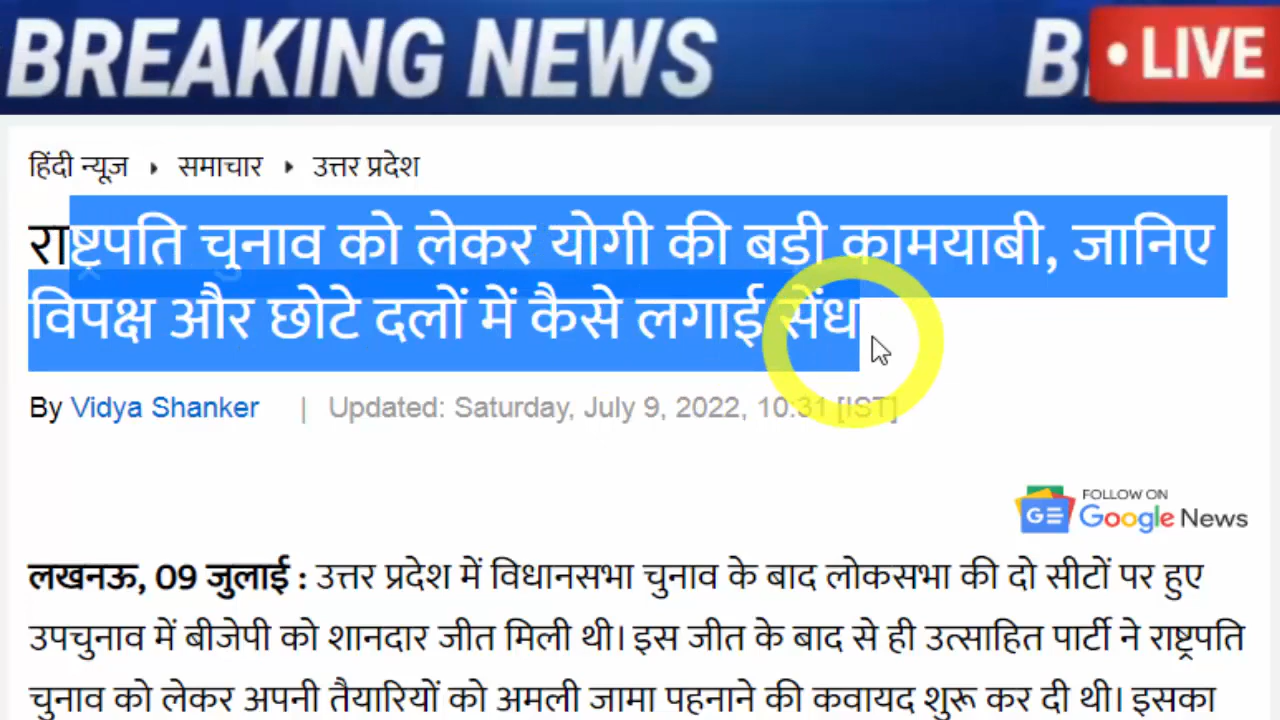 BREAKING NEWS
B
• LIVE
हिंदी न्यूज़ ▸ समाचार ▸ उत्तर प्रदेश
राष्ट्रपति चुनाव को लेकर योगी की बड़ी कामयाबी, जानिए
विपक्ष और छोटे दलों में कैसे लगाई सेंध
By Vidya Shanker | Updated: Saturday, July 9, 2022, 10:31 [IST]
FOLLOW ON
Google News
लखनऊ, 09 जुलाई : उत्तर प्रदेश में विधानसभा चुनाव के बाद लोकसभा की दो सीटों पर हुए
उपचुनाव में बीजेपी को शानदार जीत मिली थी। इस जीत के बाद से ही उत्साहित पार्टी ने राष्ट्रपति
चुनाव को लेकर अपनी तैयारियों को अमली जामा पहनाने की कवायद शुरू कर दी थी। इसका